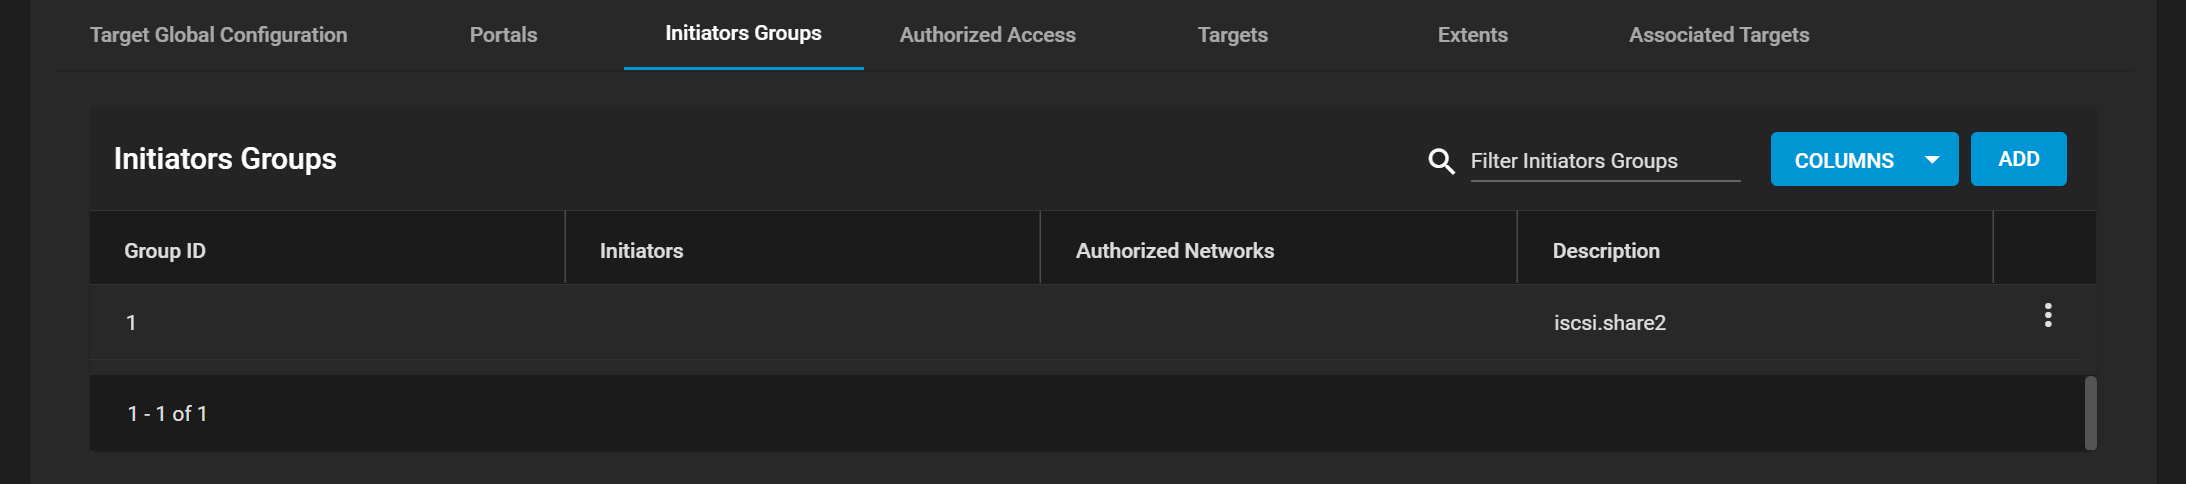 Target Global Configuration Portals Initiators Groups Authorized Access Targets Extents Associated Targets
Initiators Groups Filter Initiators Groups COLUMNS ADD
Group ID Initiators Authorized Networks Description
1 iscsi.share2
1 - 1 of 1